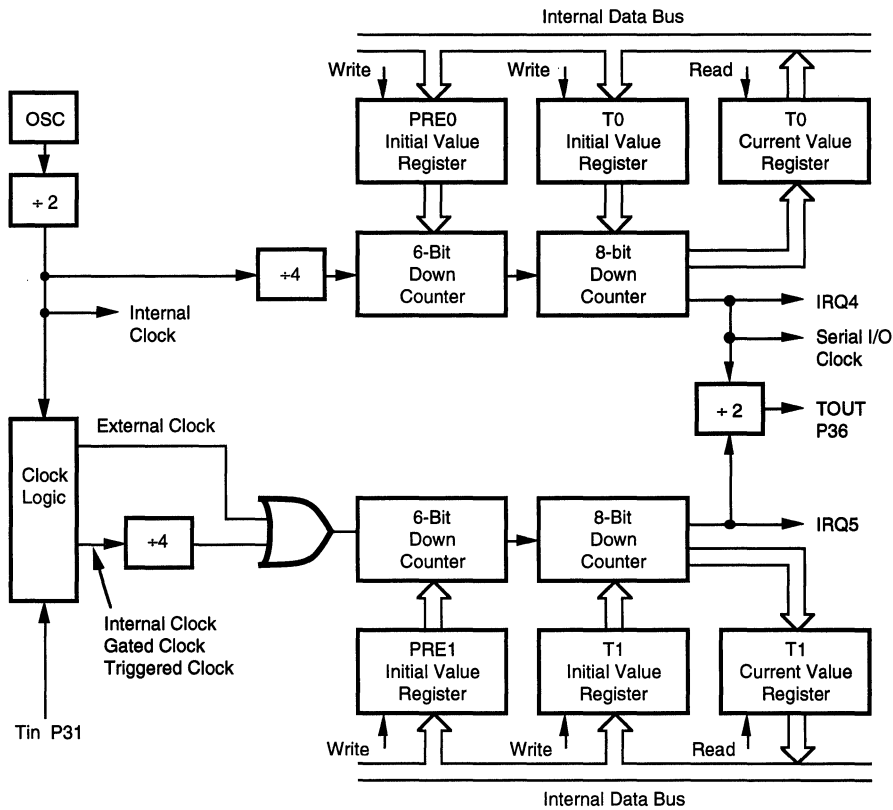 Internal Data Bus
Write
Write
Read
OSC
÷ 2
PRE0
Initial Value
Register
T0
Initial Value
Register
T0
Current Value
Register
÷4
6-Bit
Down
Counter
8-bit
Down
Counter
Internal
Clock
IRQ4
Serial I/O
Clock
÷ 2
TOUT
P36
External Clock
Clock
Logic
÷4
6-Bit
Down
Counter
8-Bit
Down
Counter
IRQ5
Internal Clock
Gated Clock
Triggered Clock
PRE1
Initial Value
Register
T1
Initial Value
Register
T1
Current Value
Register
Tin P31
Write
Write
Read
Internal Data Bus